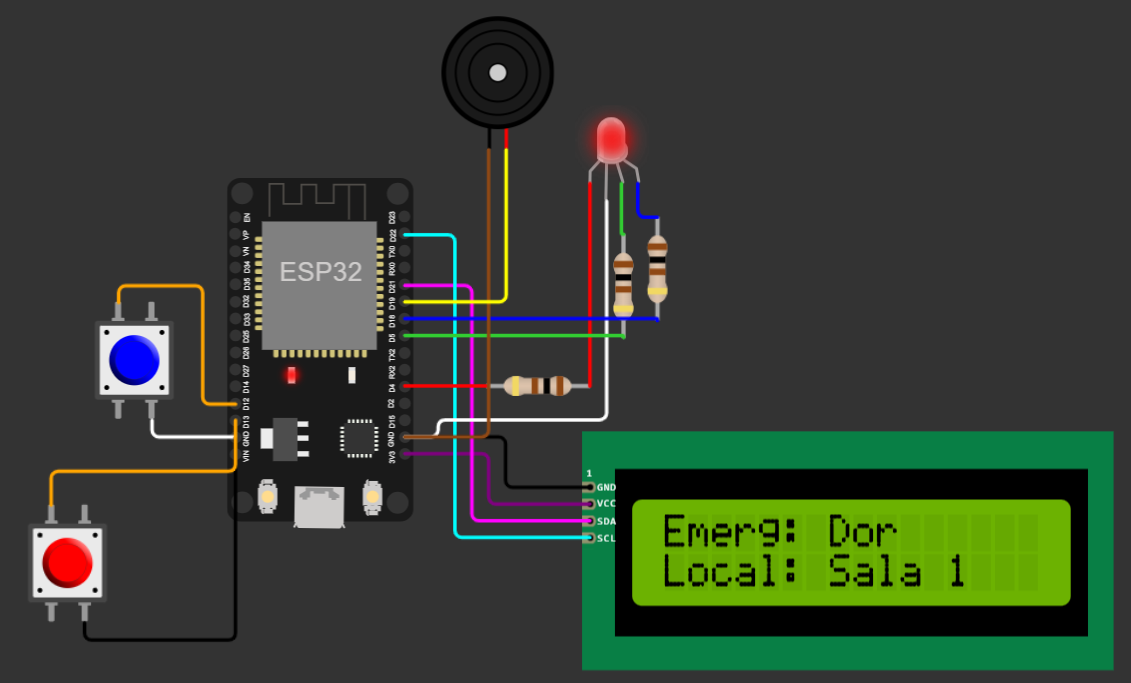 ESP32
EN
VP
VN
D34
D35
D32
D33
D25
D26
D27
D14
D12
D13
GND
VIN
D23
D22
TX0
RX0
D21
D19
D18
D5
TX2
RX2
D4
D2
D15
GND
3V3
1
GND
VCC
SDA
SCL
Emerg: Dor
Local: Sala 1